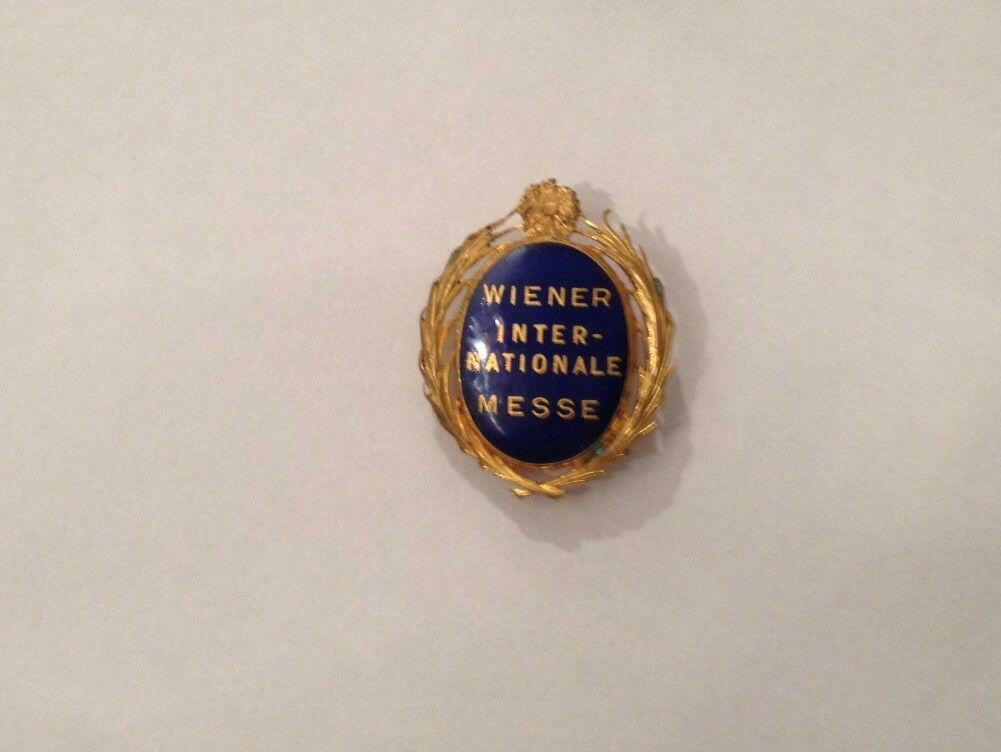 WIENER
INTER-
NATIONALE
MESSE